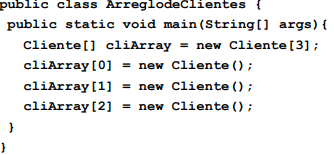 public class ArreglodeClientes {
 public static void main(String[] args){
   Cliente[] cliArray = new Cliente[3];
   cliArray[0] = new Cliente();
   cliArray[1] = new Cliente();
   cliArray[2] = new Cliente();
 }
}